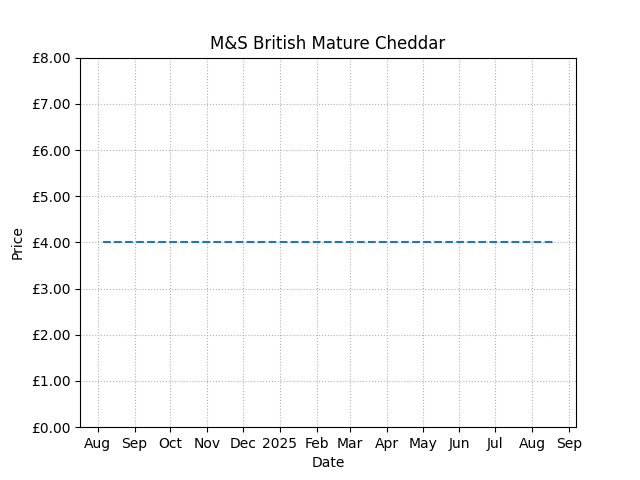 M&S British Mature Cheddar
£8.00
£7.00
£6.00
£5.00
£4.00
£3.00
£2.00
£1.00
£0.00
Price
Aug Sep Oct Nov Dec 2025 Feb Mar Apr May Jun Jul Aug Sep
Date